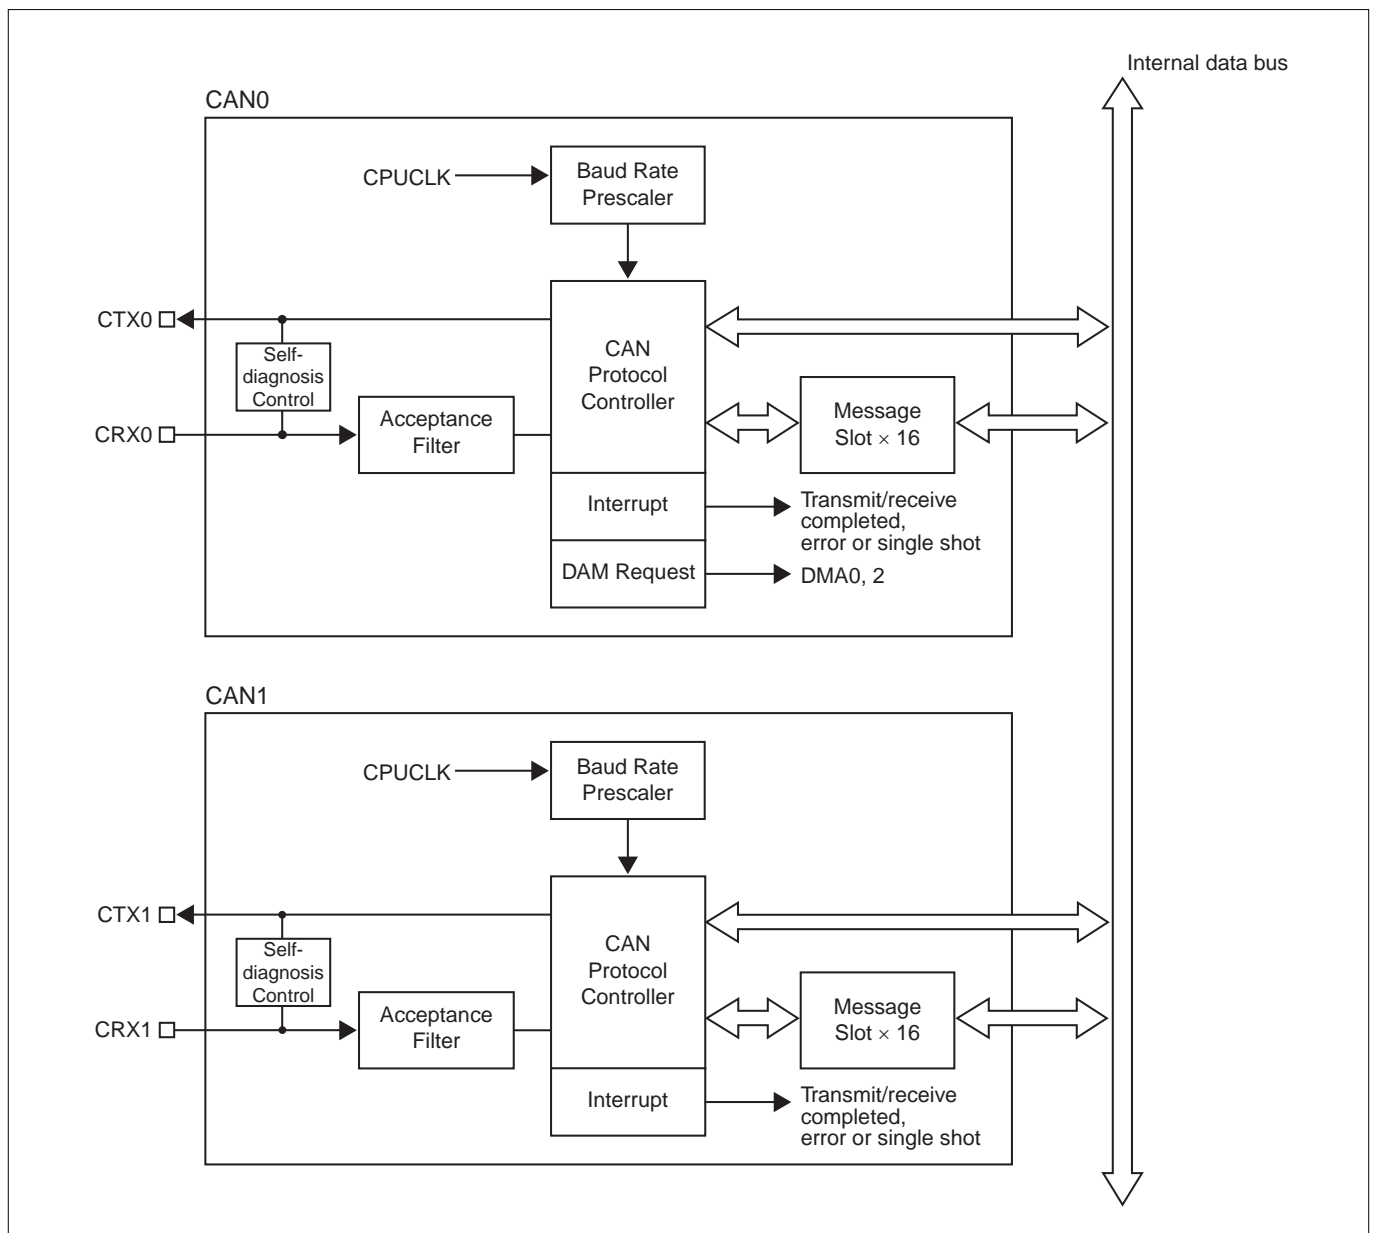 Internal data bus
CAN0
CPUCLK
Baud Rate
Prescaler
CTX0
Self-
diagnosis
Control
CAN
Protocol
Controller
CRX0
Acceptance
Filter
Message
Slot × 16
Interrupt
Transmit/receive
completed,
error or single shot
DAM Request
DMA0, 2
CAN1
CPUCLK
Baud Rate
Prescaler
CTX1
Self-
diagnosis
Control
CAN
Protocol
Controller
CRX1
Acceptance
Filter
Message
Slot × 16
Interrupt
Transmit/receive
completed,
error or single shot